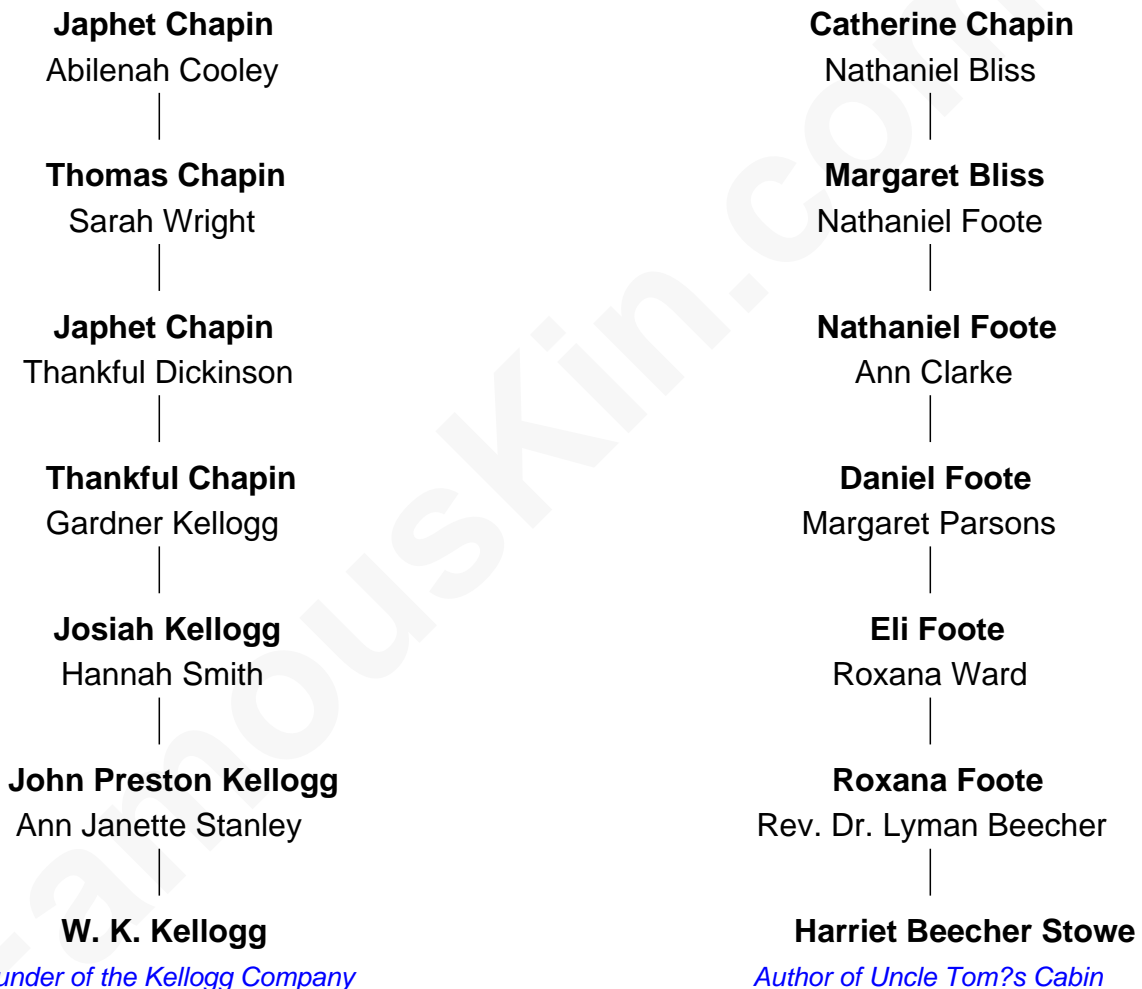 Japhet Chapin
Abilenah Cooley
Thomas Chapin
Sarah Wright
Japhet Chapin
Thankful Dickinson
Thankful Chapin
Gardner Kellogg
Josiah Kellogg
Hannah Smith
John Preston Kellogg
Ann Janette Stanley
W. K. Kellogg
under of the Kellogg Company
Catherine Chapin
Nathaniel Bliss
Margaret Bliss
Nathaniel Foote
Nathaniel Foote
Ann Clarke
Daniel Foote
Margaret Parsons
Eli Foote
Roxana Ward
Roxana Foote
Rev. Dr. Lyman Beecher
Harriet Beecher Stowe
Author of Uncle Tom?s Cabin
amousKin.com